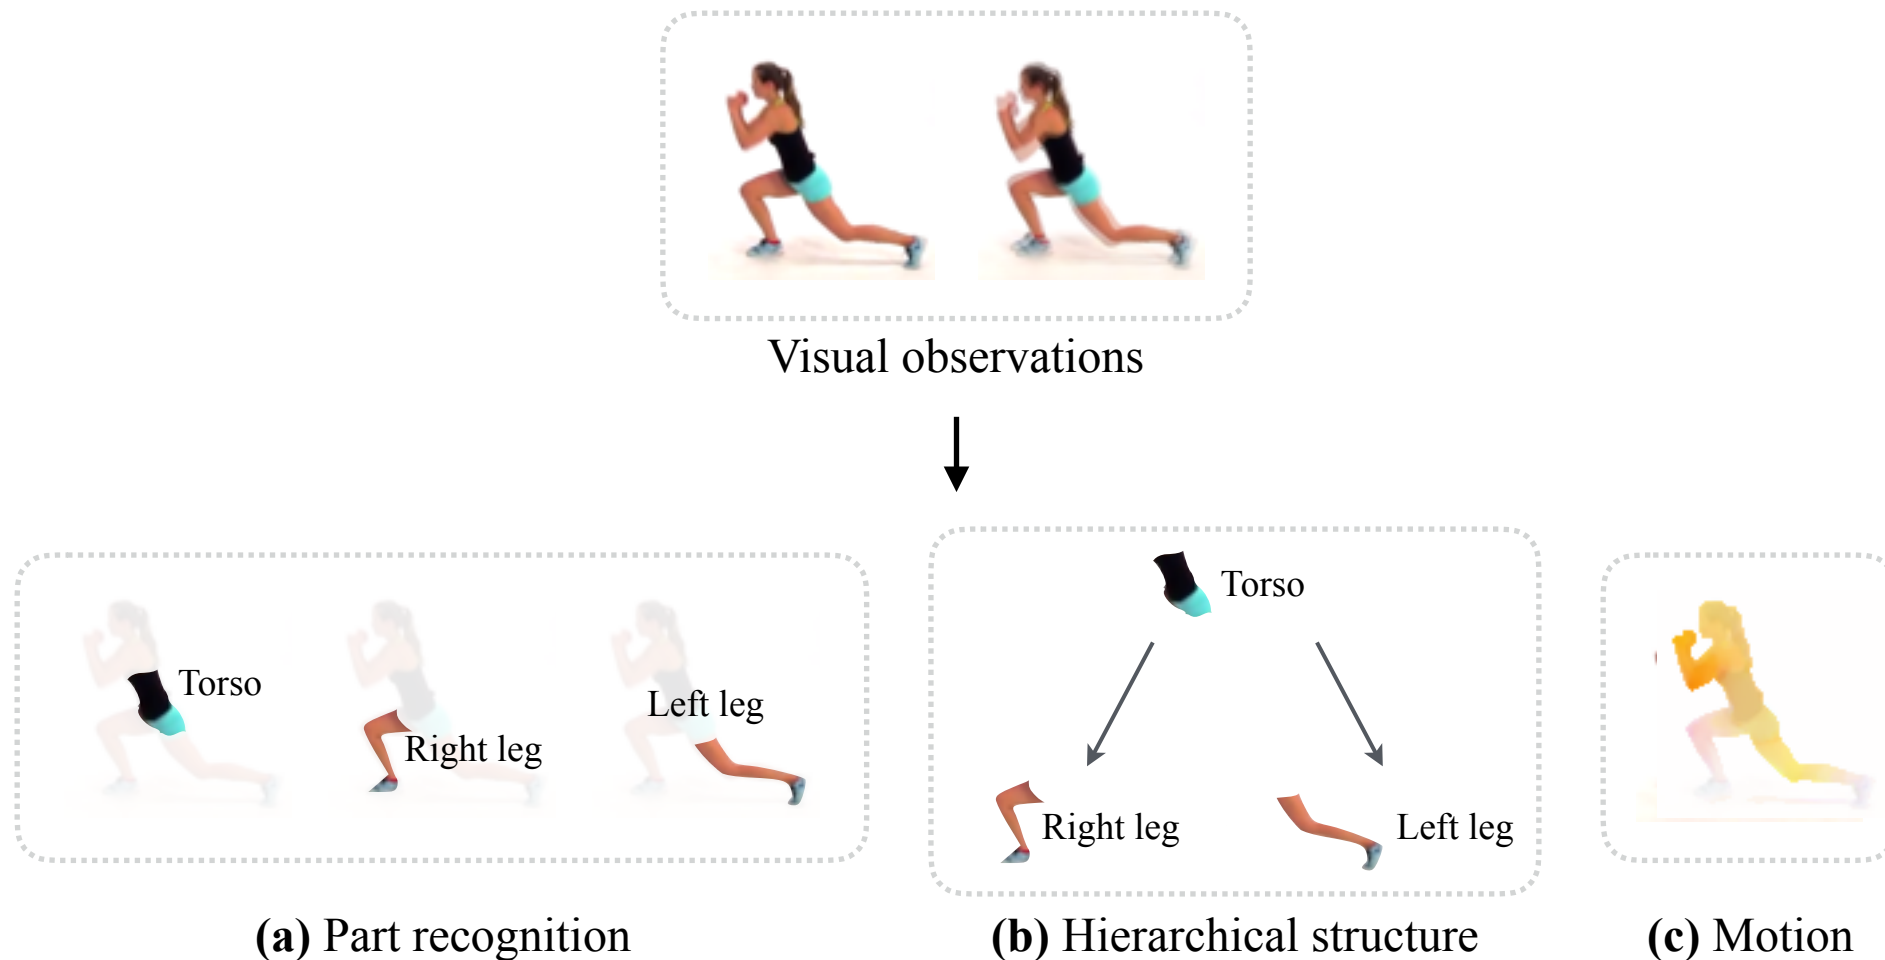 Visual observations
Torso
Right leg
Left leg
Torso
Right leg
Left leg
(a) Part recognition
(b) Hierarchical structure
(c) Motion